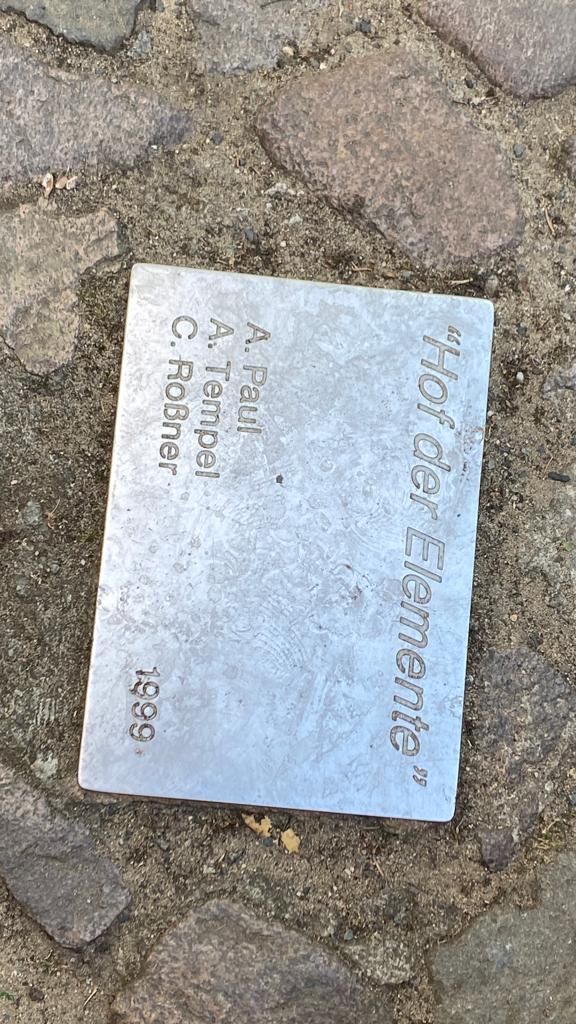 "Hof der Elemente"
A. Paul
A. Tempel
C. Roßner
1999